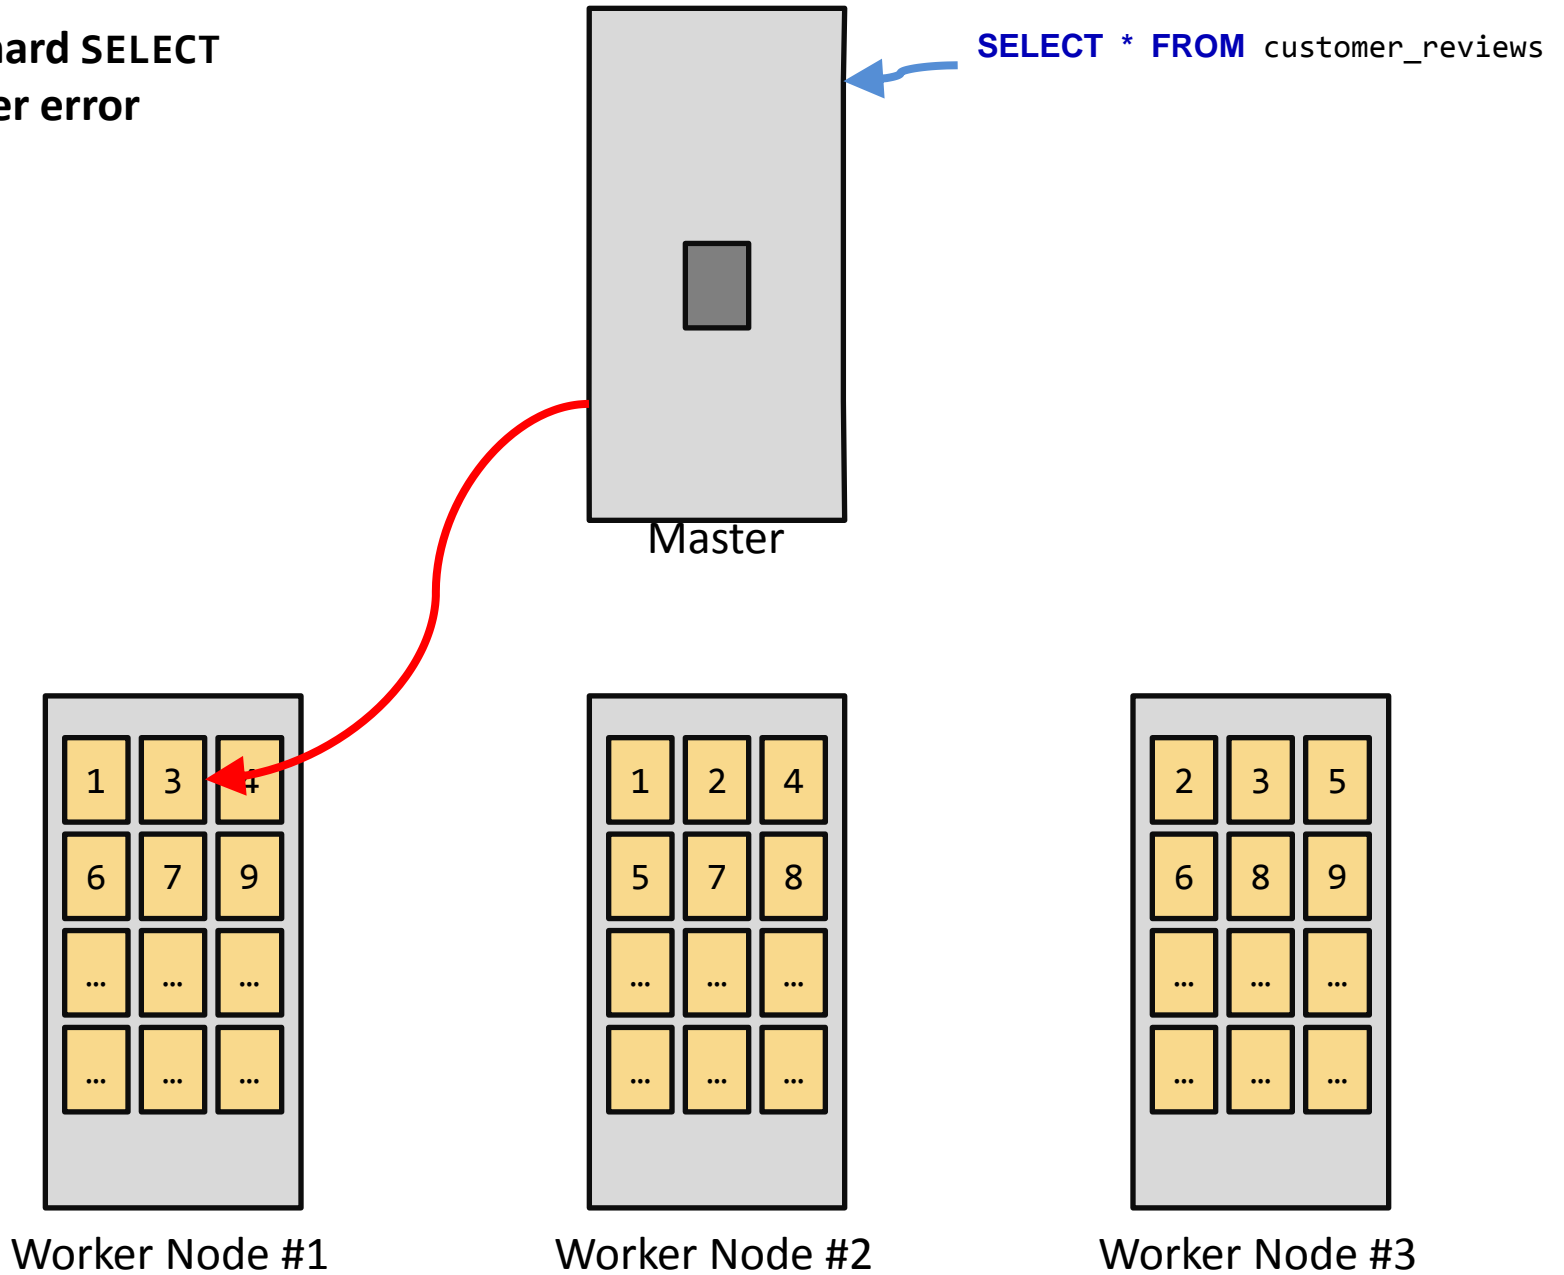 ard SELECT
er error
SELECT * FROM customer_reviews
Master
1 3 4
6 7 9
… … …
… … …
1 2 4
5 7 8
… … …
… … …
2 3 5
6 8 9
… … …
… … …
Worker Node #1
Worker Node #2
Worker Node #3